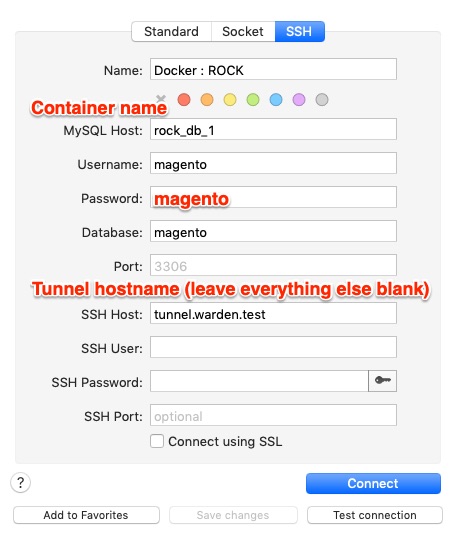 Standard Socket SSH
Name: Docker : ROCK
Container name
MySQL Host: rock_db_1
Username: magento
Password: magento
Database: magento
Port: 3306
Tunnel hostname (leave everything else blank)
SSH Host: tunnel.warden.test
SSH User:
SSH Password:
SSH Port: optional
Connect using SSL
? Connect
Add to Favorites Save changes Test connection